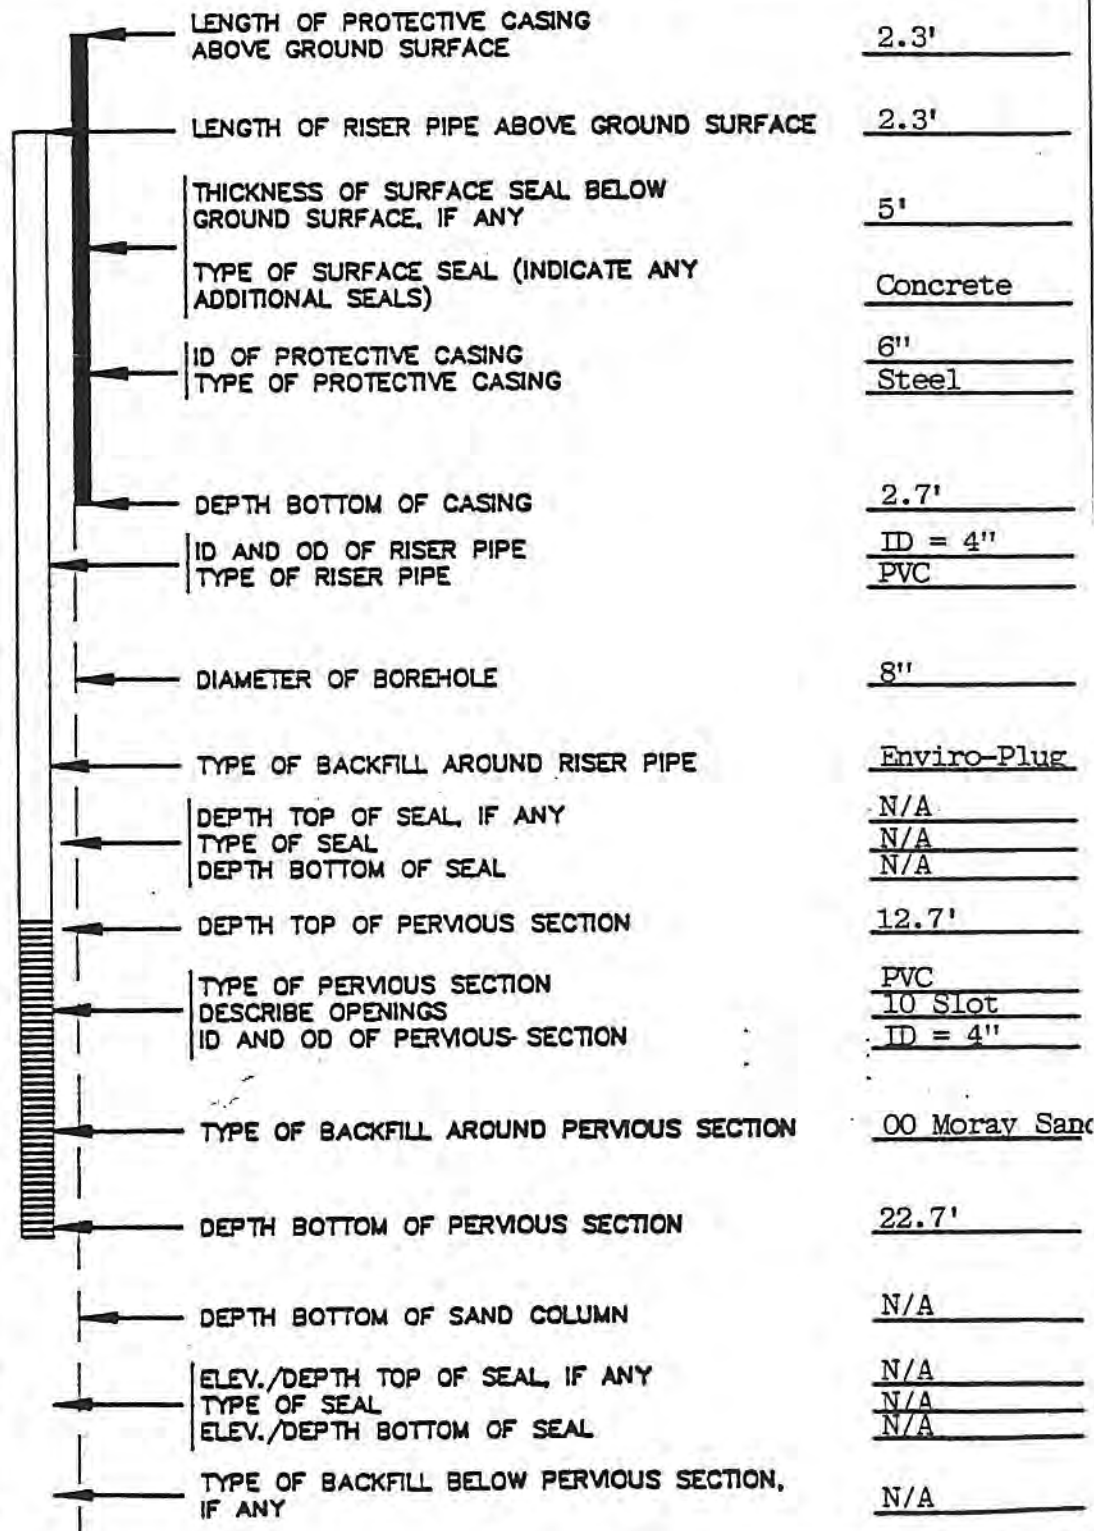 LENGTH OF PROTECTIVE CASING
ABOVE GROUND SURFACE 2.3'
LENGTH OF RISER PIPE ABOVE GROUND SURFACE 2.3'
THICKNESS OF SURFACE SEAL BELOW
GROUND SURFACE, IF ANY 5'
TYPE OF SURFACE SEAL (INDICATE ANY
ADDITIONAL SEALS) Concrete
ID OF PROTECTIVE CASING 6"
TYPE OF PROTECTIVE CASING Steel
DEPTH BOTTOM OF CASING 2.7'
ID AND OD OF RISER PIPE ID = 4"
TYPE OF RISER PIPE PVC
DIAMETER OF BOREHOLE 8"
TYPE OF BACKFILL AROUND RISER PIPE Enviro-Plug
DEPTH TOP OF SEAL, IF ANY N/A
TYPE OF SEAL N/A
DEPTH BOTTOM OF SEAL N/A
DEPTH TOP OF PERVIOUS SECTION 12.7'
TYPE OF PERVIOUS SECTION PVC
DESCRIBE OPENINGS 10 Slot
ID AND OD OF PERVIOUS- SECTION ID = 4"
TYPE OF BACKFILL AROUND PERVIOUS SECTION 00 Moray Sand
DEPTH BOTTOM OF PERVIOUS SECTION 22.7'
DEPTH BOTTOM OF SAND COLUMN N/A
ELEV./DEPTH TOP OF SEAL, IF ANY N/A
TYPE OF SEAL N/A
ELEV./DEPTH BOTTOM OF SEAL N/A
TYPE OF BACKFILL BELOW PERVIOUS SECTION,
IF ANY N/A